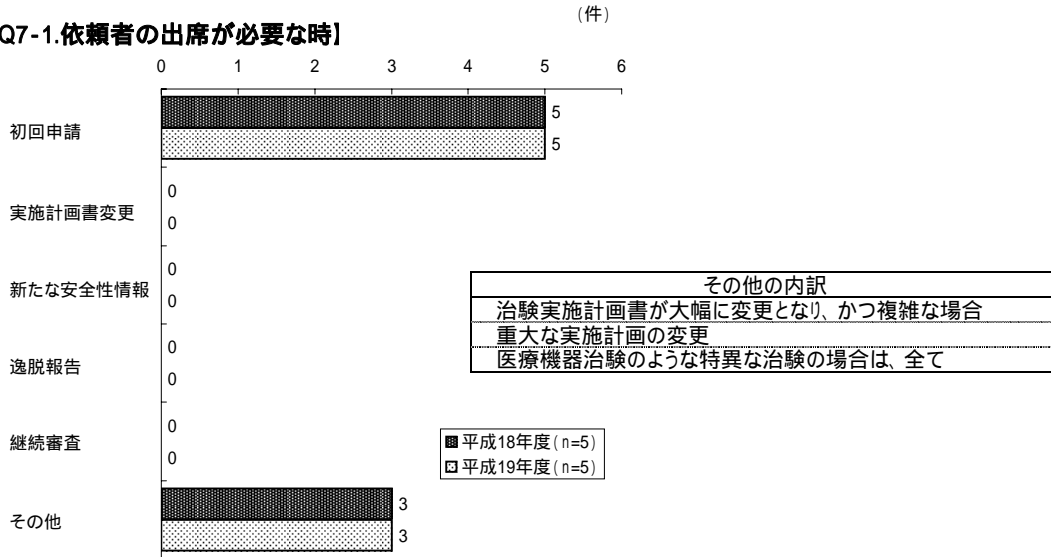 (件)
Q7-1.依頼者の出席が必要な時】
0 1 2 3 4 5 6
初回申請
5
5
実施計画書変更
0
0
新たな安全性情報
0
0
逸脱報告
0
0
継続審査
0
0
その他
3
3
その他の内訳
治験実施計画書が大幅に変更となり、かつ複雑な場合
重大な実施計画の変更
医療機器治験のような特異な治験の場合は、全て
平成18年度(n=5)
平成19年度(n=5)